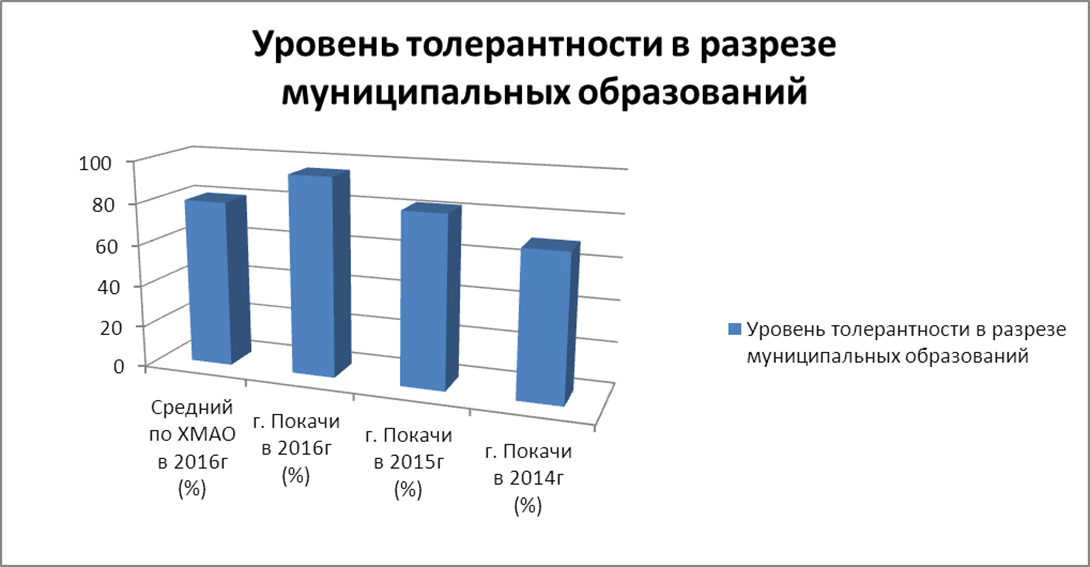 Уровень толерантности в разрезе
муниципальных образований
100
80
60
40
20
0
Средний
по ХМАО
в 2016г
(%)
г. Покачи
в 2016г
(%)
г. Покачи
в 2015г
(%)
г. Покачи
в 2014г
(%)
Уровень толерантности в разрезе
муниципальных образований